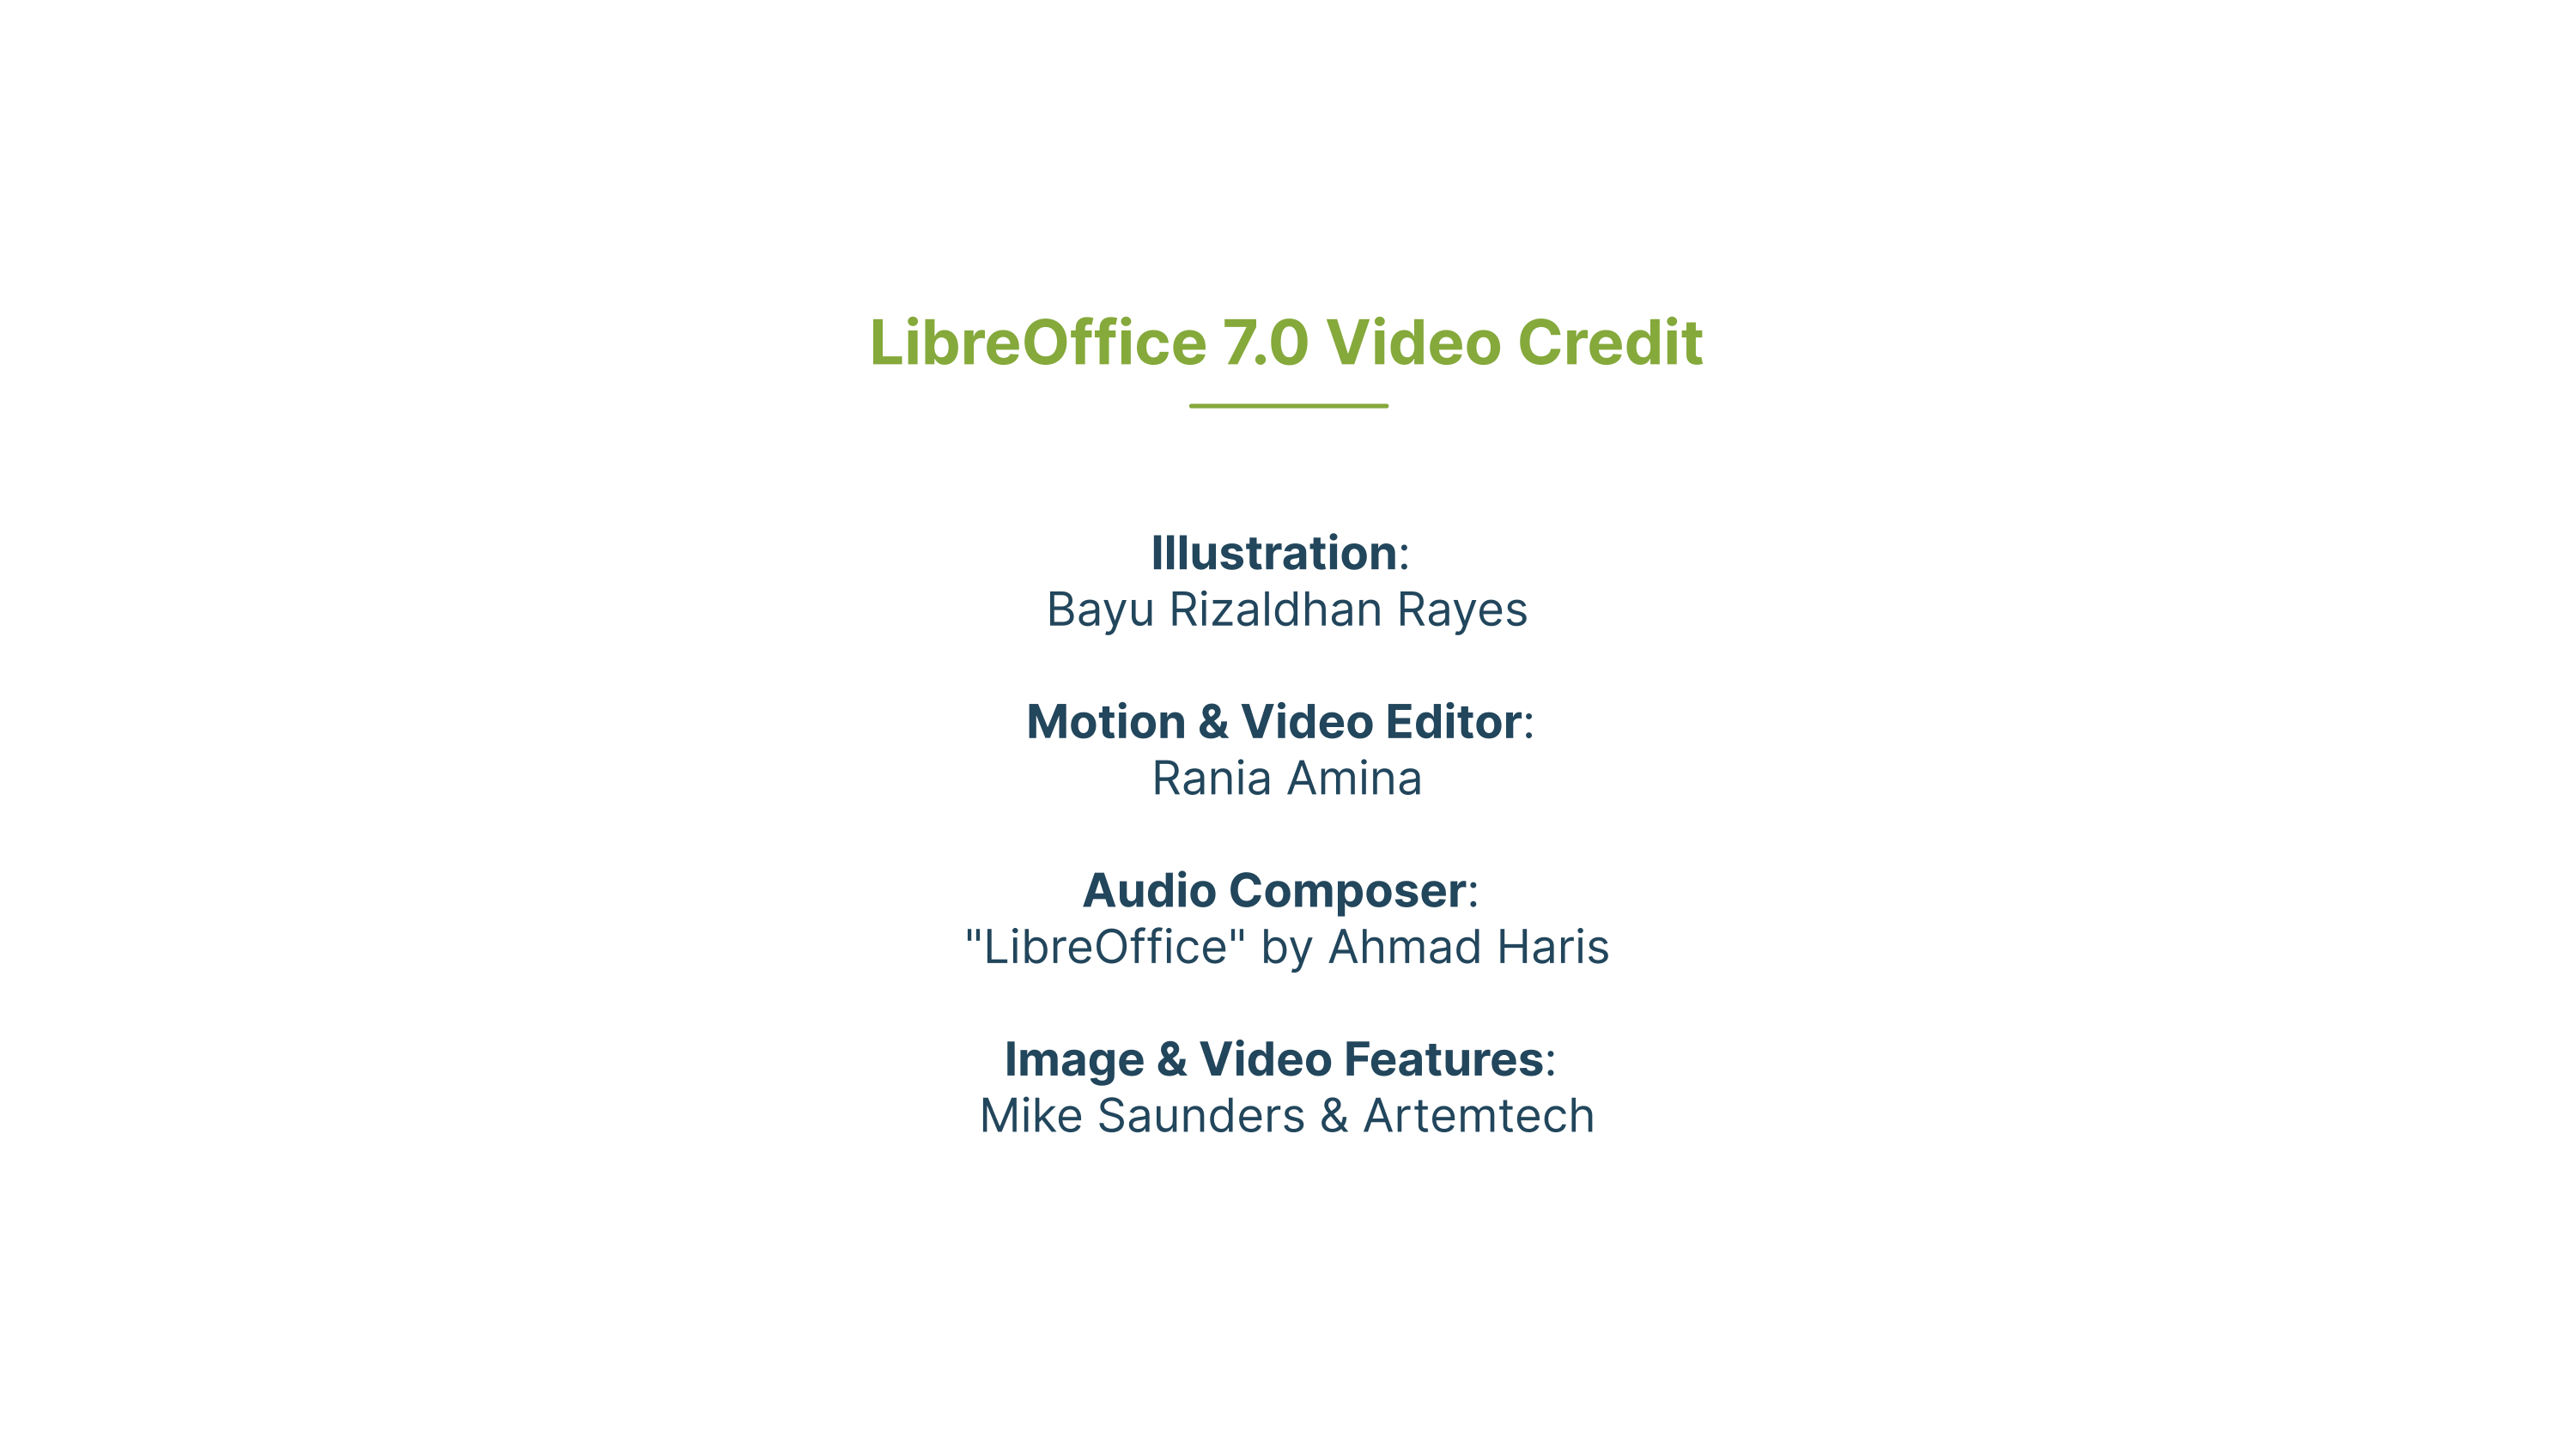 LibreOffice 7.0 Video Credit
Illustration:
Bayu Rizaldhan Rayes
Motion & Video Editor:
Rania Amina
Audio Composer:
"LibreOffice" by Ahmad Haris
Image & Video Features:
Mike Saunders & Artemtech